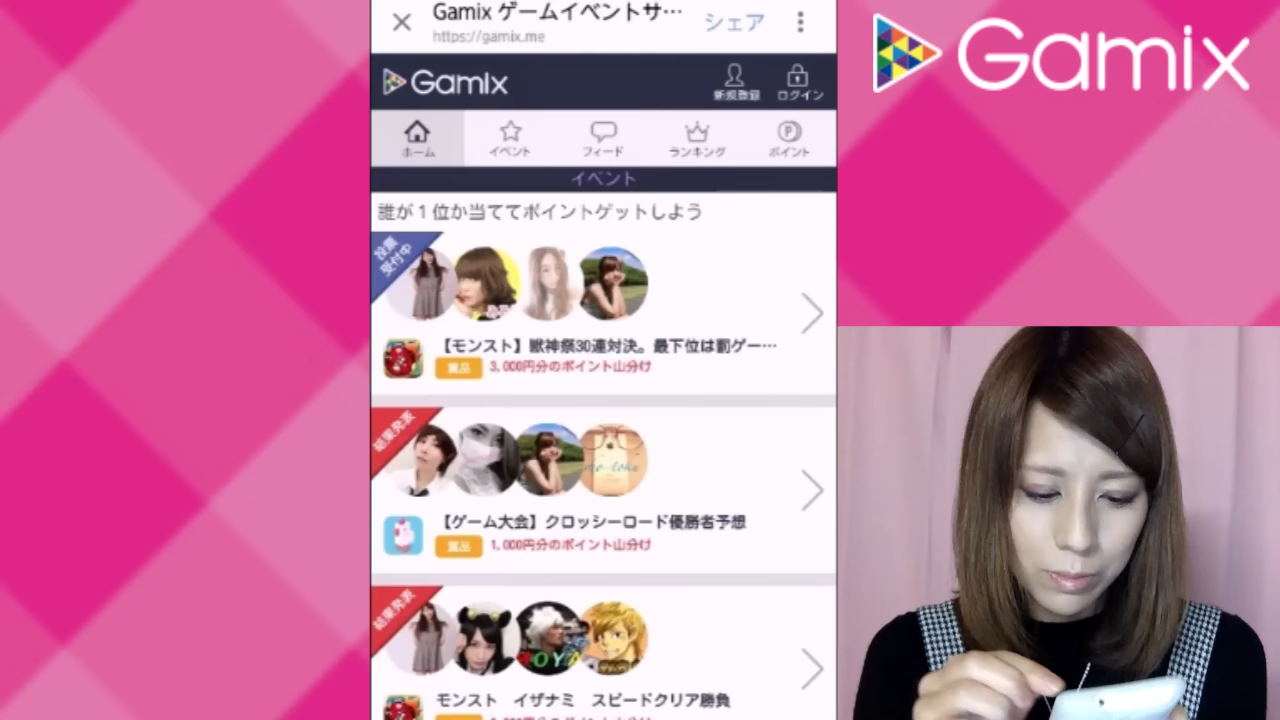 Gamix ゲームイベントサ…
https://gamix.me
シェア
Gamix
新規登録
ログイン
ホーム
イベント
フィード
ランキング
ポイント
イベント
誰が1位か当ててポイントゲットしよう
投票
受付中
【モンスト】獣神祭30連対決。最下位は罰ゲー…
賞品 3,000円分のポイント山分け
結果発表
【ゲーム大会】クロッシーロード優勝者予想
賞品 1,000円分のポイント山分け
結果発表
モンスト イザナミ スピードクリア勝負
Gamix